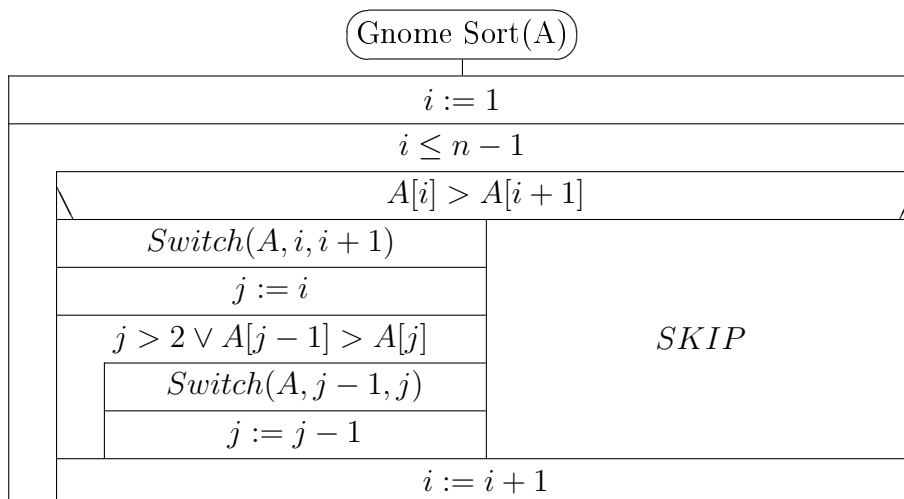 Gnome Sort(A)
i := 1
i ≤ n − 1
A[i] > A[i + 1]
Switch(A, i, i + 1)
j := i
j > 2 ∨ A[j − 1] > A[j]
SKIP
Switch(A, j − 1, j)
j := j − 1
i := i + 1